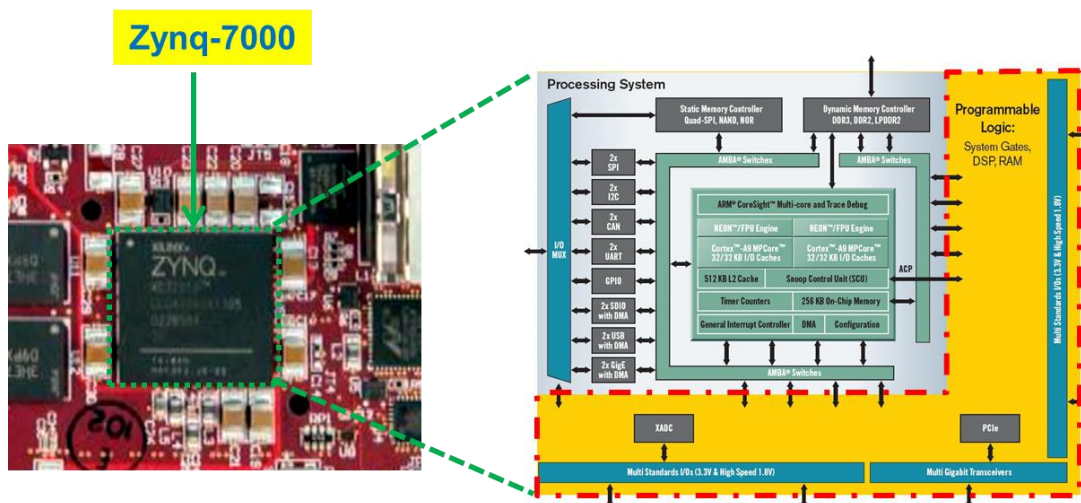 Zynq-7000
XILINX
ZYNQ
Processing System
Static Memory Controller
Quad-SPI, NAND, NOR
Dynamic Memory Controller
DDR3, DDR2, LPDDR2
Programmable
Logic:
System Gates,
DSP, RAM
AMBA® Switches
AMBA® Switches
2x
SPI
2x
I2C
2x
CAN
2x
UART
GPIO
2x SDIO
with DMA
2x USB
with DMA
2x GigE
with DMA
I/O
MUX
ARM® CoreSight™ Multi-core and Trace Debug
NEON™/FPU Engine
NEON™/FPU Engine
Cortex™-A9 MPCore™
32/32 KB I/D Caches
Cortex™-A9 MPCore™
32/32 KB I/D Caches
512 KB L2 Cache
Snoop Control Unit (SCU)
Timer Counters
256 KB On-Chip Memory
General Interrupt Controller
DMA
Configuration
ACP
AMBA® Switches
Multi Standards I/Os (3.3V & High Speed 1.8V)
XADC
PCIe
Multi Standards I/Os (3.3V & High Speed 1.8V)
Multi Gigabit Transceivers